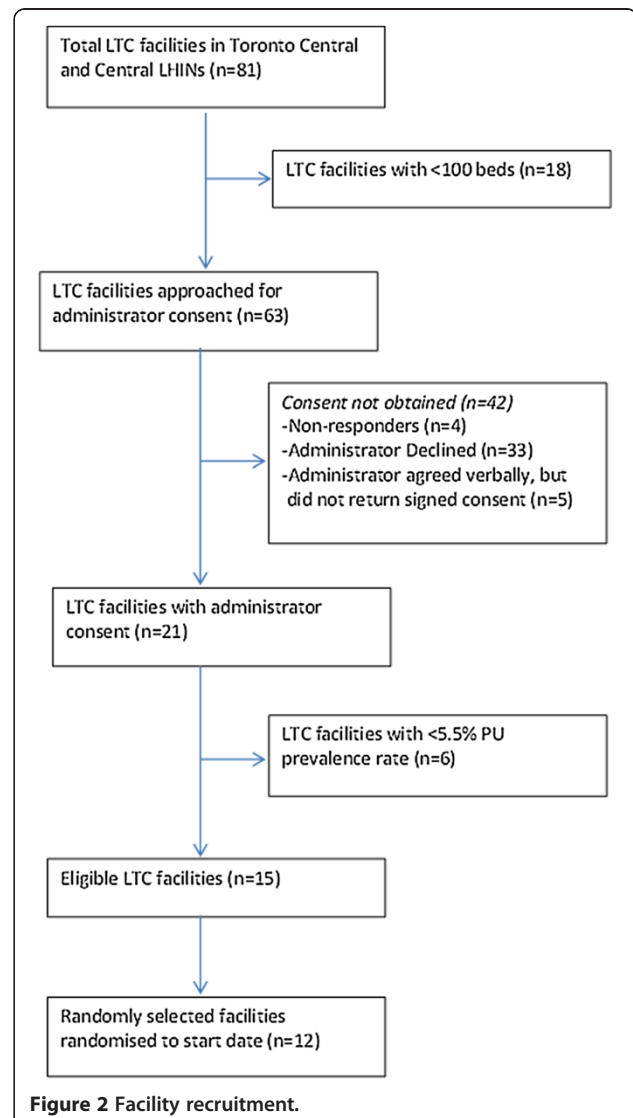 Total LTC facilities in Toronto Central
and Central LHINs (n=81)
LTC facilities with <100 beds (n=18)
LTC facilities approached for
administrator consent (n=63)
Consent not obtained (n=42)
-Non-responders (n=4)
-Administrator Declined (n=33)
-Administrator agreed verbally, but
did not return signed consent (n=5)
LTC facilities with administrator
consent (n=21)
LTC facilities with <5.5% PU
prevalence rate (n=6)
Eligible LTC facilities (n=15)
Randomly selected facilities
randomised to start date (n=12)
Figure 2 Facility recruitment.